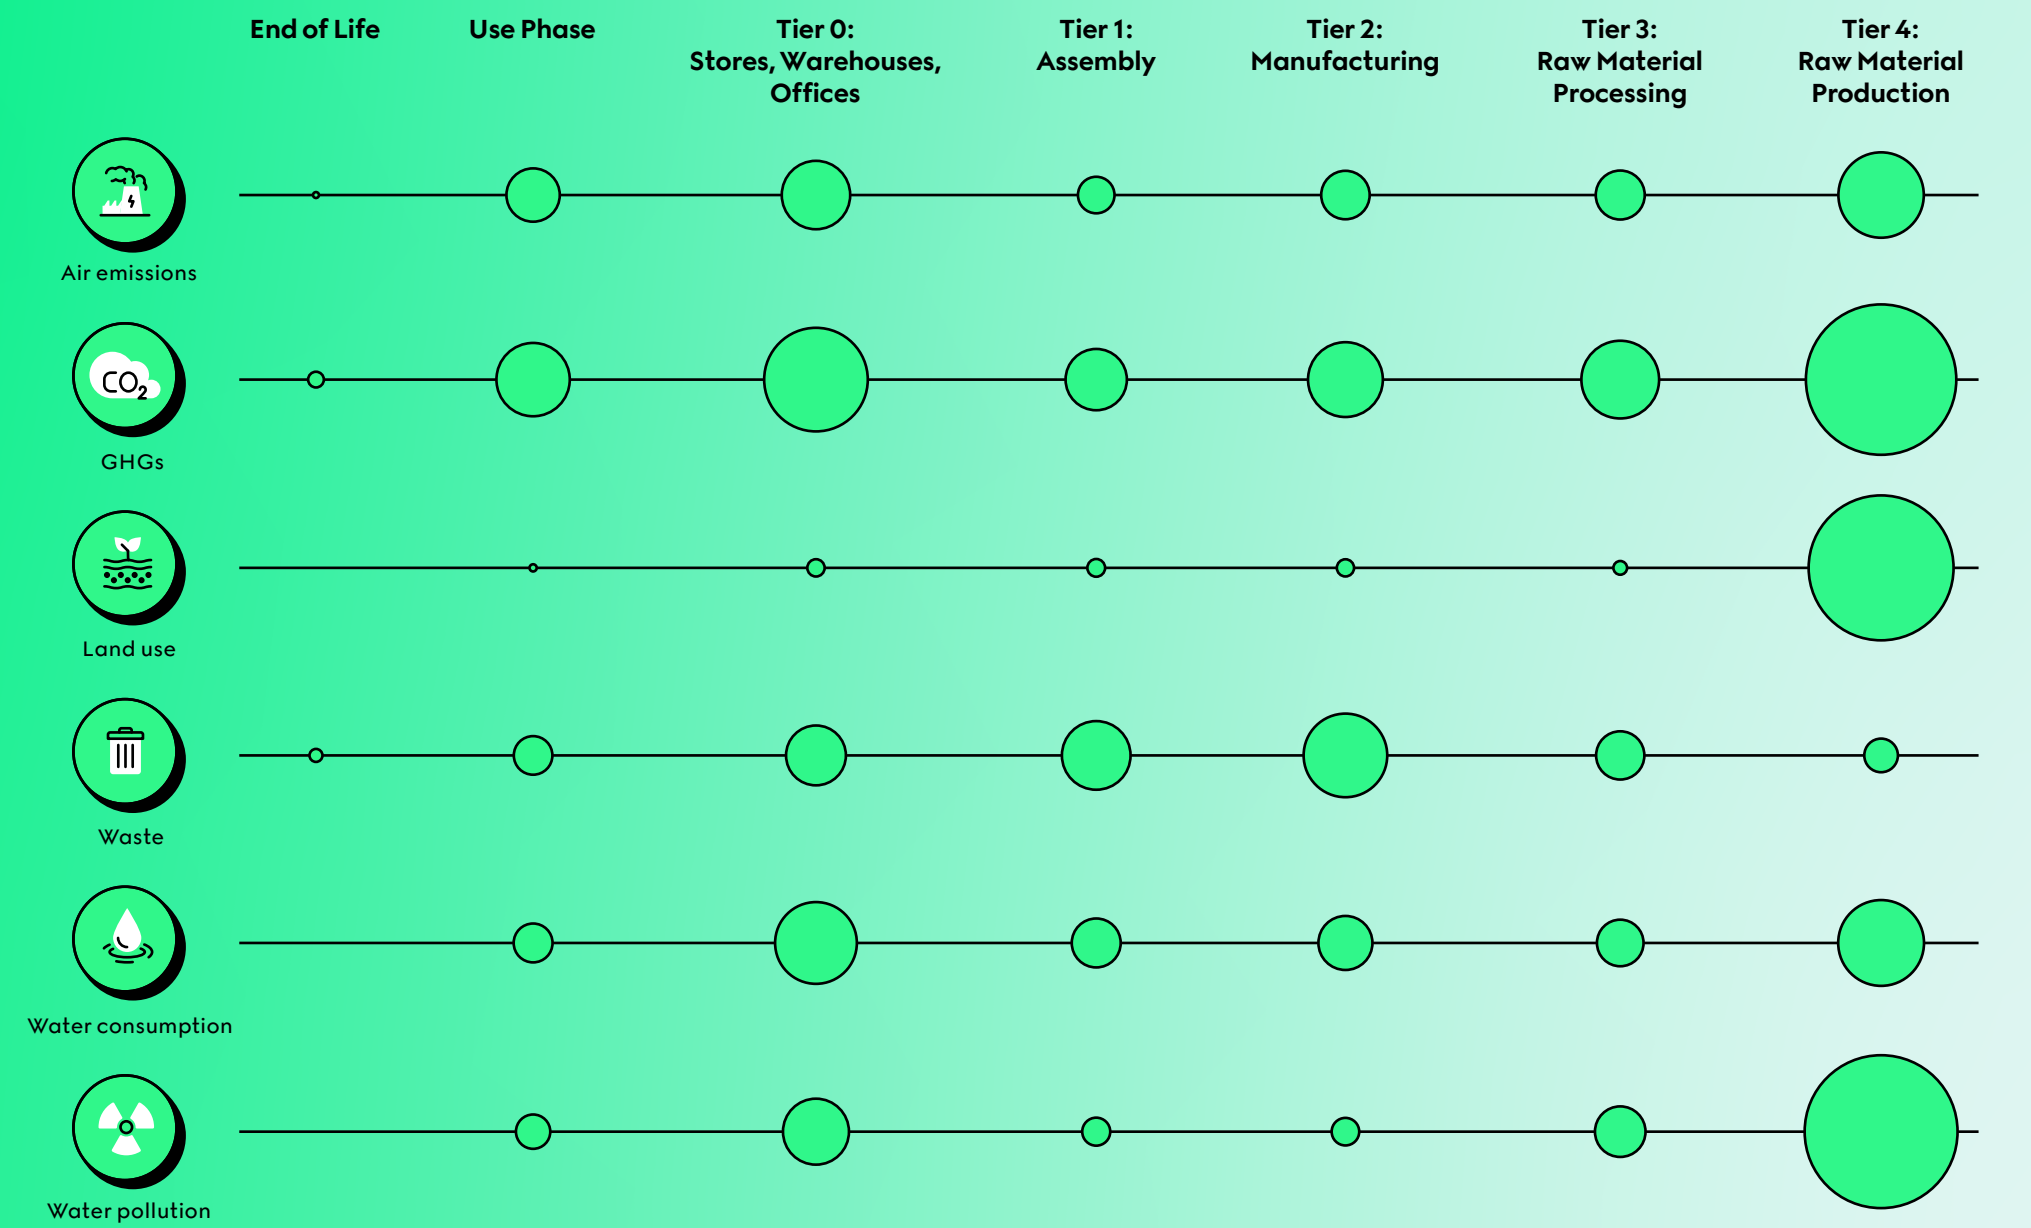 End of Life
Use Phase
Tier 0:
Stores, Warehouses,
Offices
Tier 1:
Assembly
Tier 2:
Manufacturing
Tier 3:
Raw Material
Processing
Tier 4:
Raw Material
Production
Air emissions
CO2
GHGs
Land use
Waste
Water consumption
Water pollution